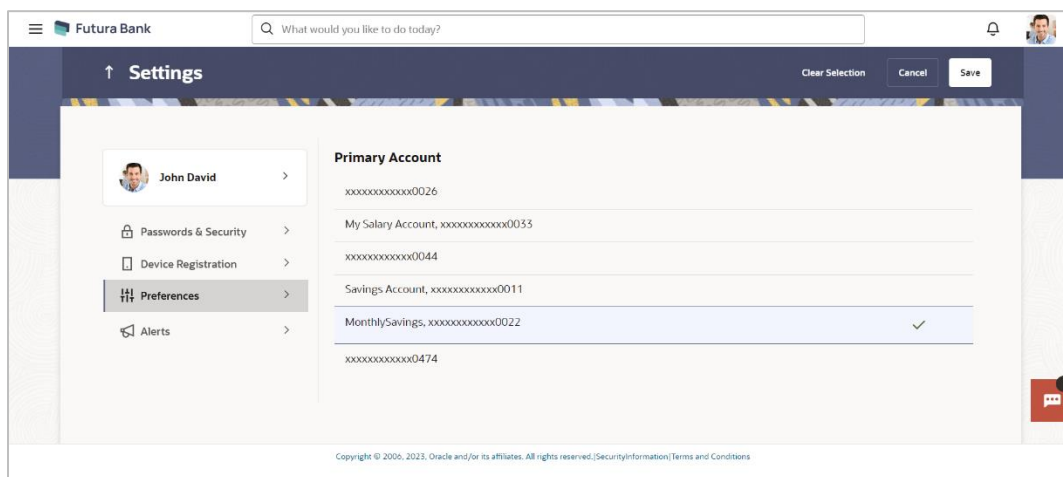 Futura Bank
What would you like to do today?
↑ Settings
Clear Selection
Cancel
Save
John David
Passwords & Security
Device Registration
Preferences
Alerts
Primary Account
xxxxxxxxxxxx0026
My Salary Account, xxxxxxxxxxxx0033
xxxxxxxxxxxx0044
Savings Account, xxxxxxxxxxxx0011
MonthlySavings, xxxxxxxxxxxx0022
xxxxxxxxxxxx0474
Copyright © 2006, 2023, Oracle and/or its affiliates. All rights reserved.|SecurityInformation|Terms and Conditions